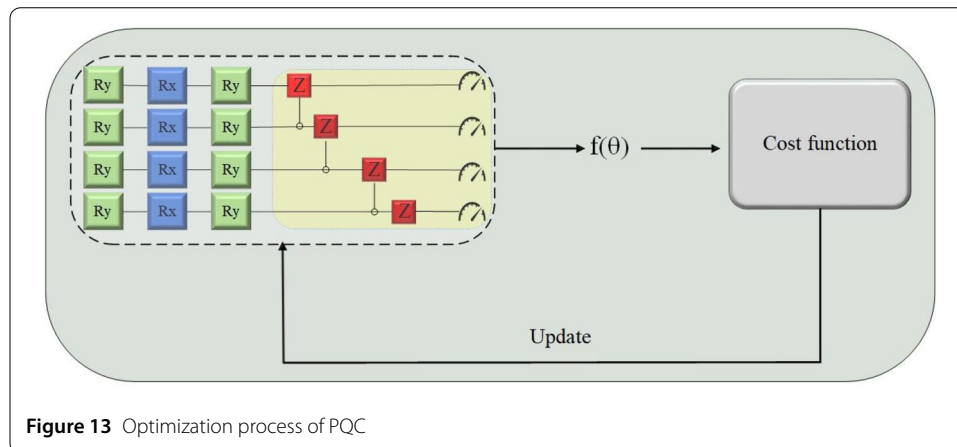 Ry Rx Ry Z
Ry Rx Ry Z
Ry Rx Ry Z
Ry Rx Ry Z
f(θ)
Cost function
Update
Figure 13 Optimization process of PQC